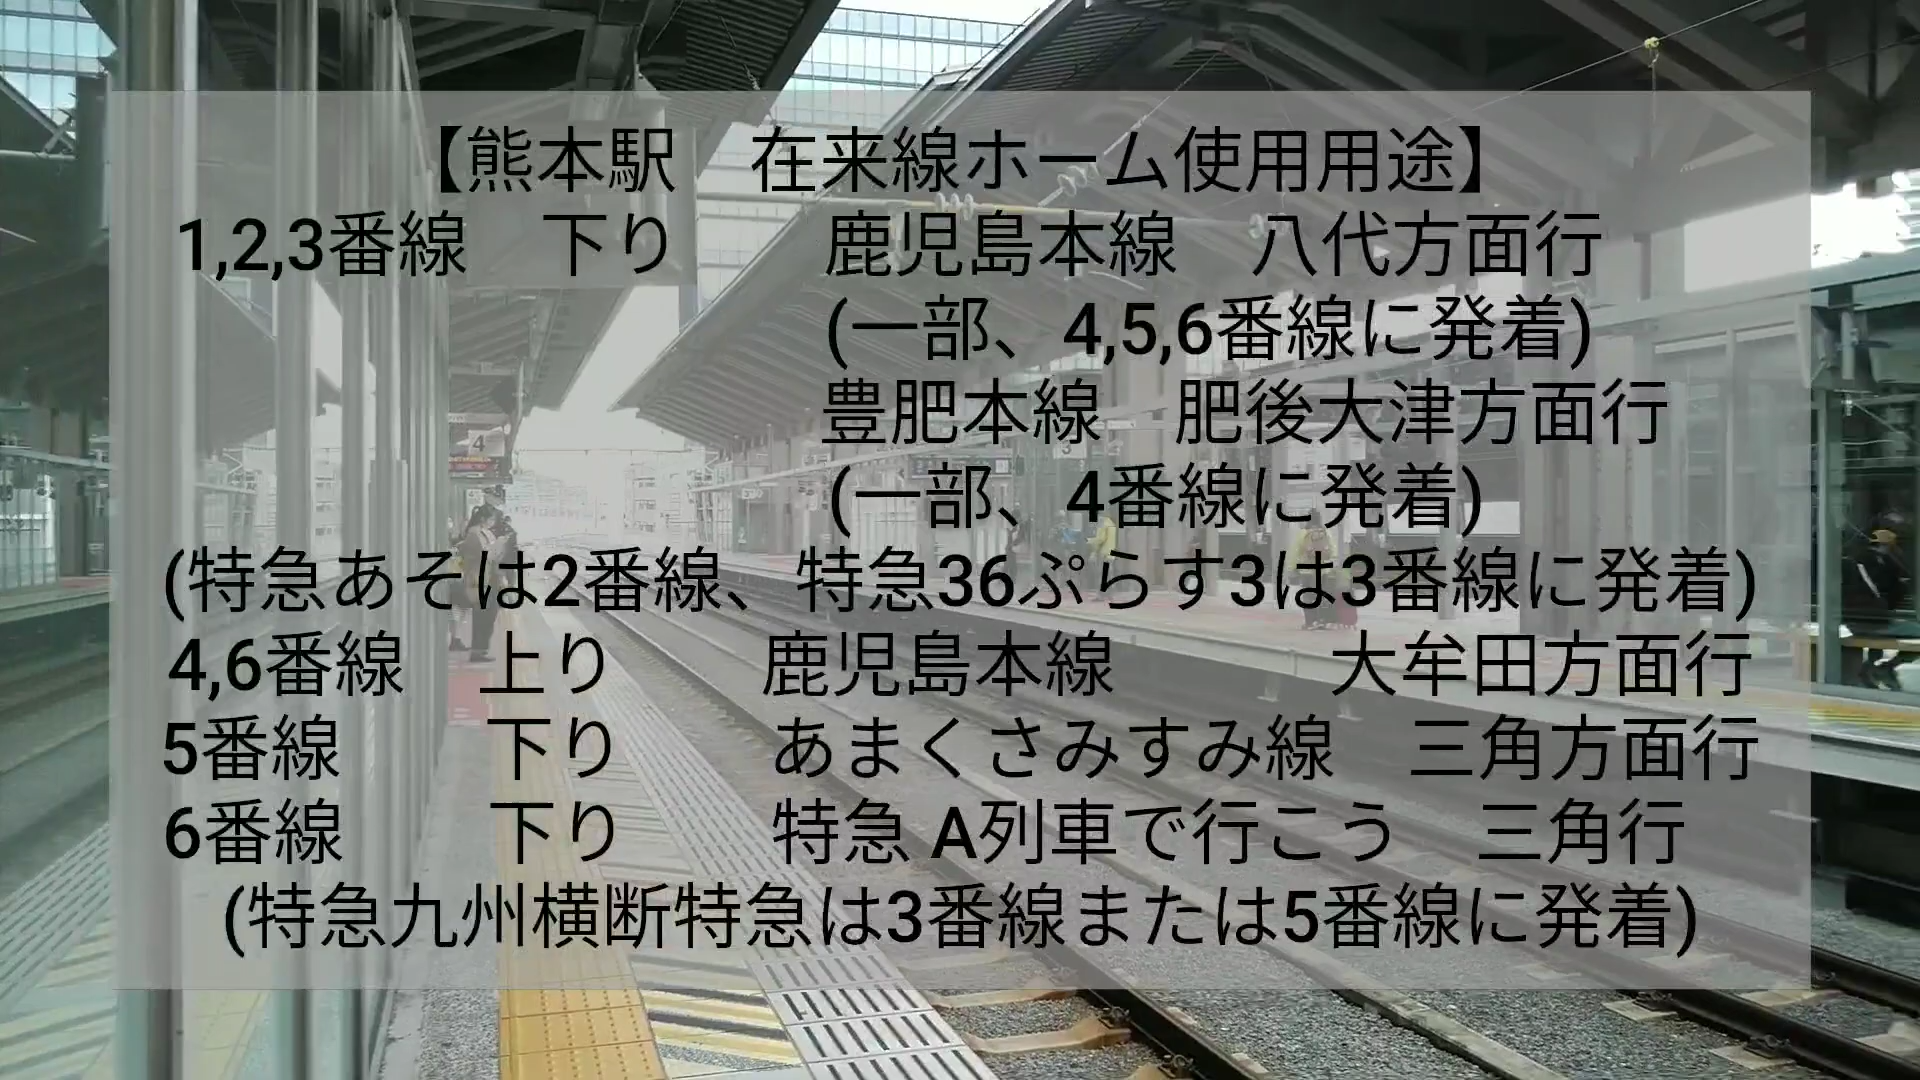 【熊本駅　在来線ホーム使用用途】
1,2,3番線　下り　　鹿児島本線　八代方面行
(一部、4,5,6番線に発着)
豊肥本線　肥後大津方面行
(一部、4番線に発着)
(特急あそは2番線、特急36ぷらす3は3番線に発着)
4,6番線　上り　　鹿児島本線　　　大牟田方面行
5番線　　下り　　あまくさみすみ線　三角方面行
6番線　　下り　　特急 A列車で行こう　三角行
(特急九州横断特急は3番線または5番線に発着)
4
3